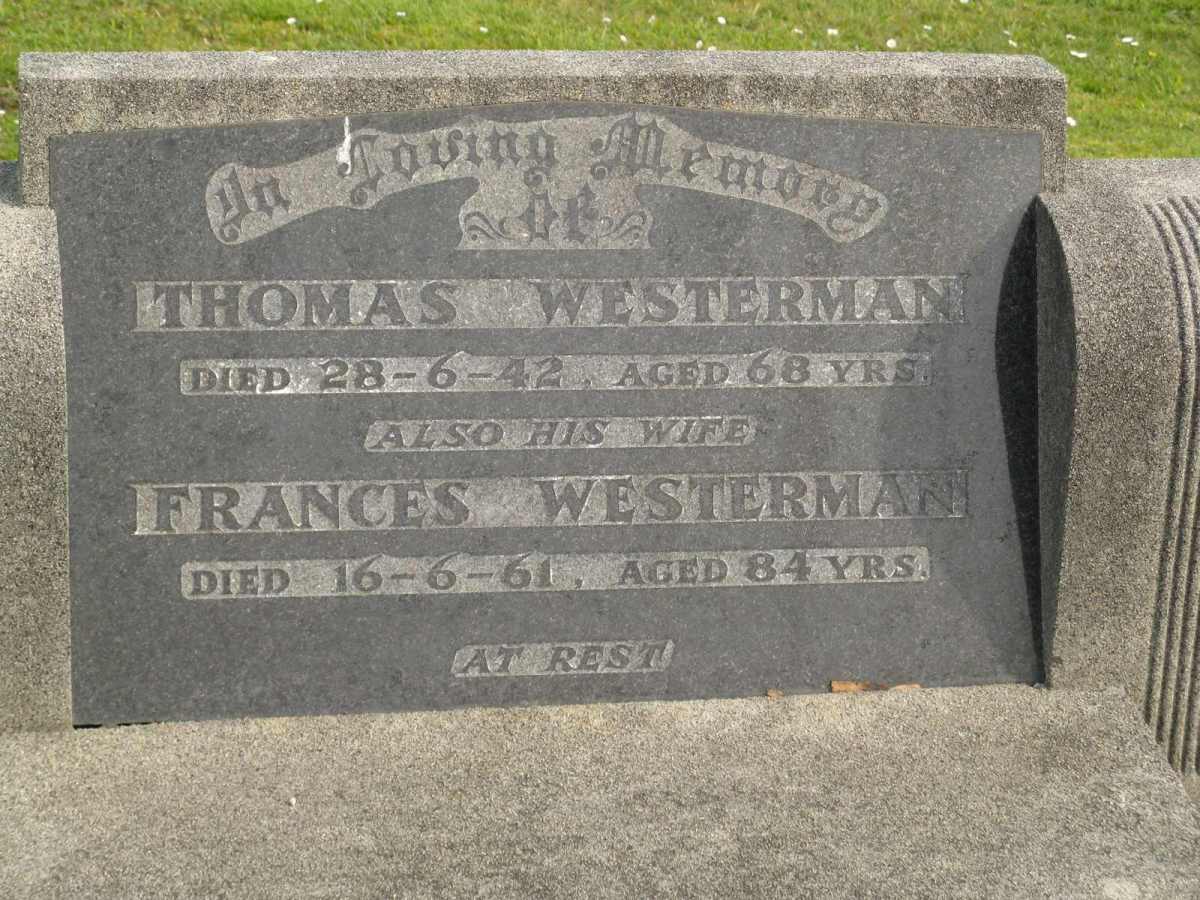 In Loving Memory
of
THOMAS WESTERMAN
DIED 28-6-42, AGED 68 YRS.
ALSO HIS WIFE
FRANCES WESTERMAN
DIED 16-6-61, AGED 84 YRS.
AT REST